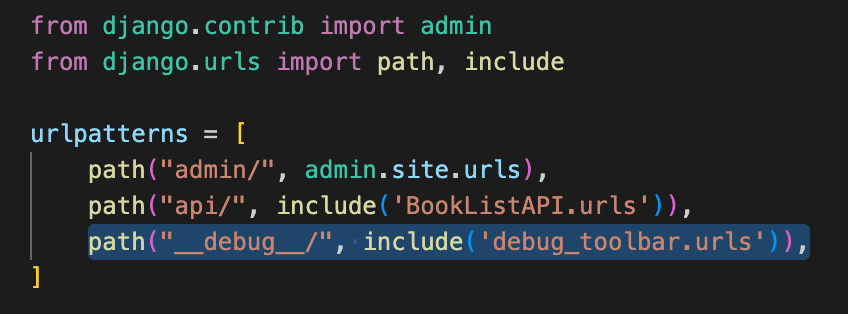 from django.contrib import admin
from django.urls import path, include
urlpatterns = [
    path("admin/", admin.site.urls),
    path("api/", include('BookListAPI.urls')),
    path("__debug__/", include('debug_toolbar.urls')),
]